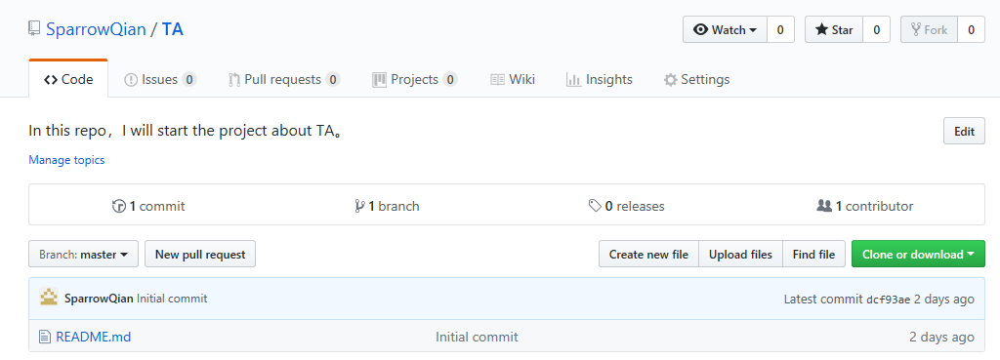 SparrowQian / TA Watch 0 Star 0 Fork 0
Code Issues 0 Pull requests 0 Projects 0 Wiki Insights Settings
In this repo，I will start the project about TA。 Edit
Manage topics
1 commit 1 branch 0 releases 1 contributor
Branch: master New pull request Create new file Upload files Find file Clone or download
SparrowQian Initial commit Latest commit dcf93ae 2 days ago
README.md Initial commit 2 days ago